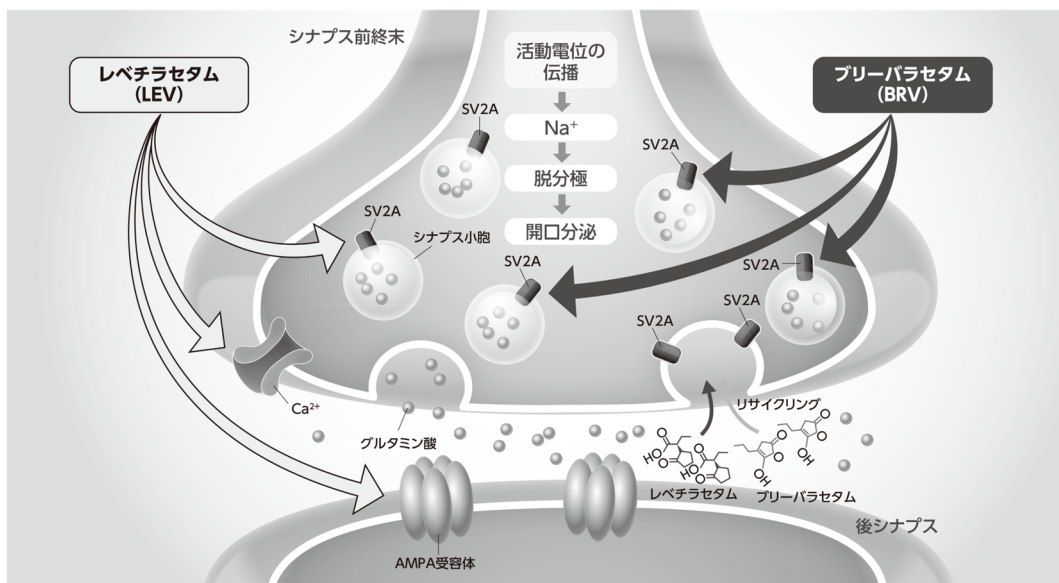 シナプス前終末
レベチラセタム
(LEV)
活動電位の
伝播
Na⁺
脱分極
開口分泌
ブリーバラセタム
(BRV)
SV2A
SV2A
SV2A
シナプス小胞
SV2A
SV2A
SV2A
SV2A
Ca²⁺
グルタミン酸
リサイクリング
O
O
HO
O
HO
O
O
O
OH
O
O
OH
レベチラセタム
ブリーバラセタム
後シナプス
AMPA受容体